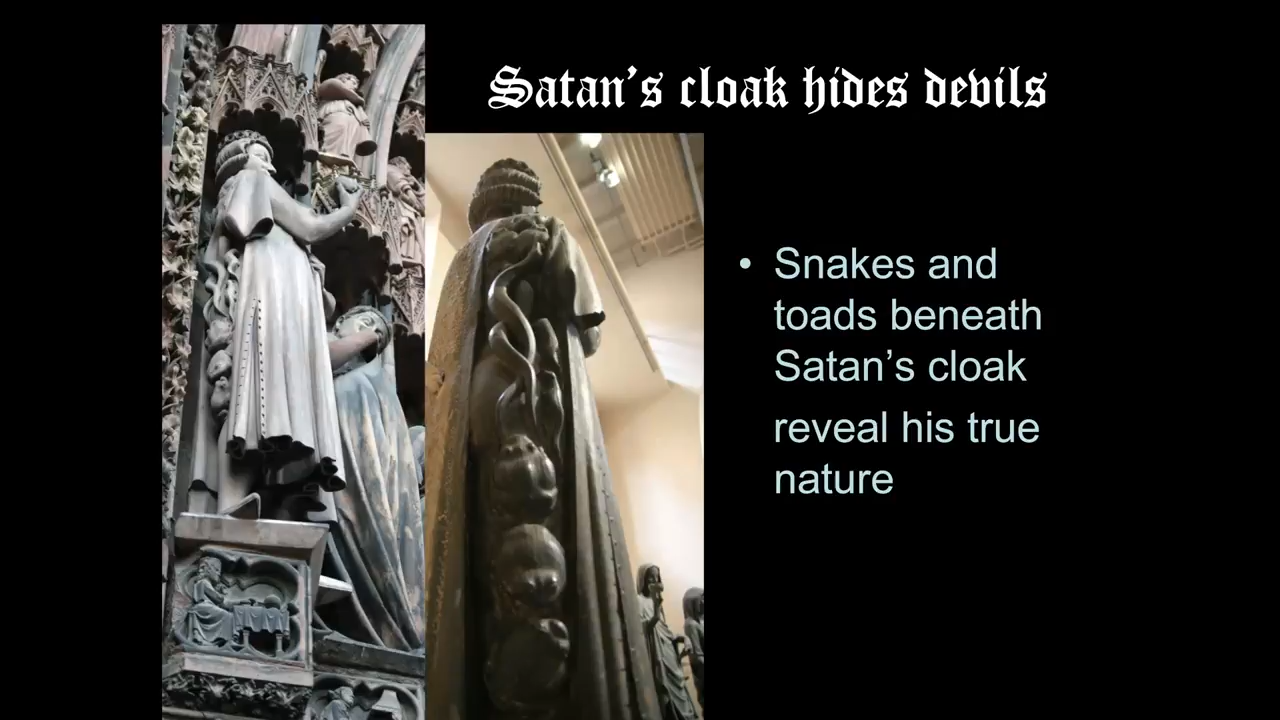 Satan’s cloak hides devils
• Snakes and
toads beneath
Satan’s cloak
reveal his true
nature